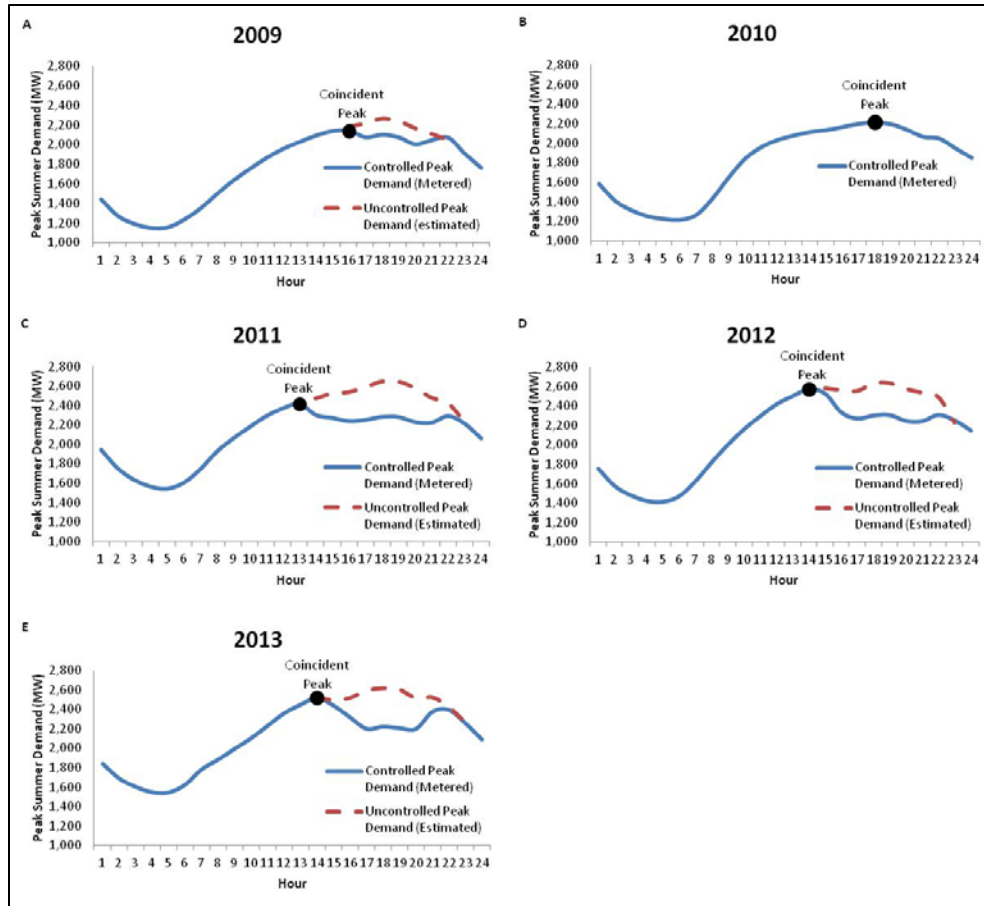 A
2009
Peak Summer Demand (MW)
2,800
2,600
2,400
2,200
2,000
1,800
1,600
1,400
1,200
1,000
Coincident
Peak
Controlled Peak
Demand (Metered)
Uncontrolled Peak
Demand (estimated)
1 2 3 4 5 6 7 8 9 10 11 12 13 14 15 16 17 18 19 20 21 22 23 24
Hour
B
2010
Peak Summer Demand (MW)
2,800
2,600
2,400
2,200
2,000
1,800
1,600
1,400
1,200
1,000
Coincident
Peak
Controlled Peak
Demand (Metered)
1 2 3 4 5 6 7 8 9 10 11 12 13 14 15 16 17 18 19 20 21 22 23 24
Hour
C
2011
Peak Summer Demand (MW)
2,800
2,600
2,400
2,200
2,000
1,800
1,600
1,400
1,200
1,000
Coincident
Peak
Controlled Peak
Demand (Metered)
Uncontrolled Peak
Demand (Estimated)
1 2 3 4 5 6 7 8 9 10 11 12 13 14 15 16 17 18 19 20 21 22 23 24
Hour
D
2012
Peak Summer Demand (MW)
2,800
2,600
2,400
2,200
2,000
1,800
1,600
1,400
1,200
1,000
Coincident
Peak
Controlled Peak
Demand (Metered)
Uncontrolled Peak
Demand (Estimated)
1 2 3 4 5 6 7 8 9 10 11 12 13 14 15 16 17 18 19 20 21 22 23 24
Hour
E
2013
Peak Summer Demand (MW)
2,800
2,600
2,400
2,200
2,000
1,800
1,600
1,400
1,200
1,000
Coincident
Peak
Controlled Peak
Demand (Metered)
Uncontrolled Peak
Demand (Estimated)
1 2 3 4 5 6 7 8 9 10 11 12 13 14 15 16 17 18 19 20 21 22 23 24
Hour